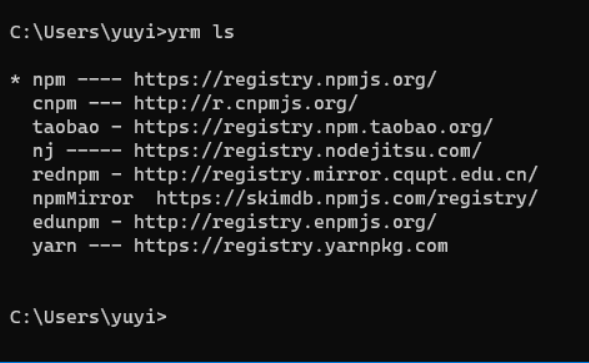 C:\Users\yuyi>yrm ls
* npm ---- https://registry.npmjs.org/
cnpm --- http://r.cnpmjs.org/
taobao - https://registry.npm.taobao.org/
nj ----- https://registry.nodejitsu.com/
rednpm - http://registry.mirror.cqupt.edu.cn/
npmMirror  https://skimdb.npmjs.com/registry/
edunpm - http://registry.enpmjs.org/
yarn --- https://registry.yarnpkg.com
C:\Users\yuyi>